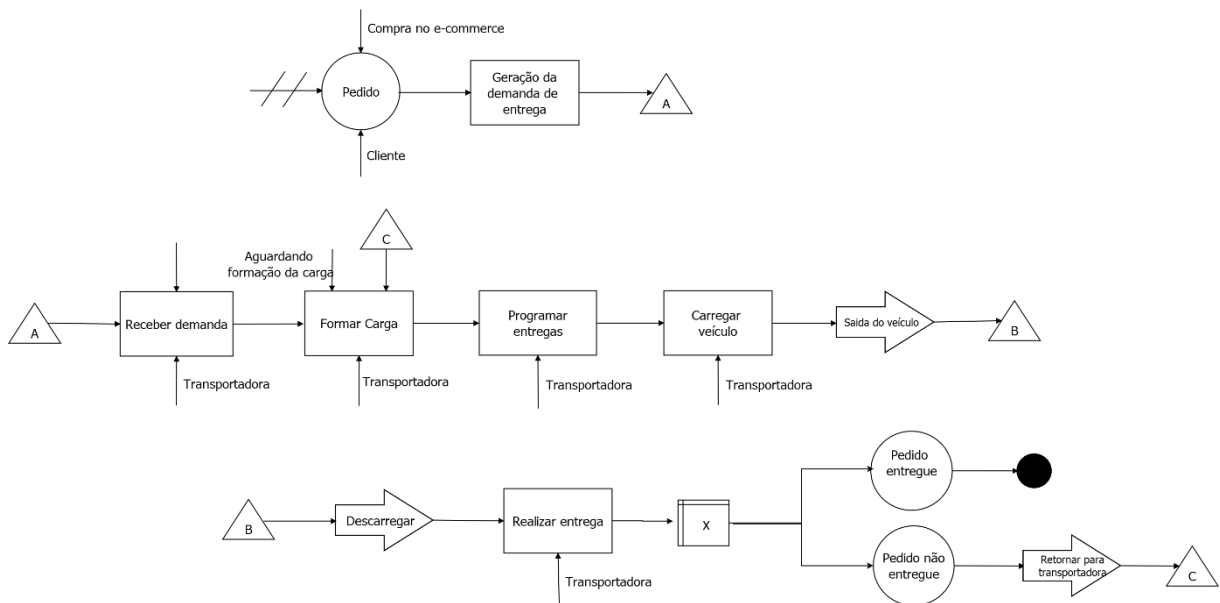 Compra no e-commerce
Pedido
Geração da
demanda de
entrega
A
Cliente
C
Aguardando
formação da carga
A
Receber demanda
Formar Carga
Programar
entregas
Carregar
veículo
Saida do veículo
B
Transportadora
Transportadora
Transportadora
Transportadora
Pedido
entregue
B
Descarregar
Realizar entrega
X
Pedido não
entregue
Retornar para
transportadora
C
Transportadora